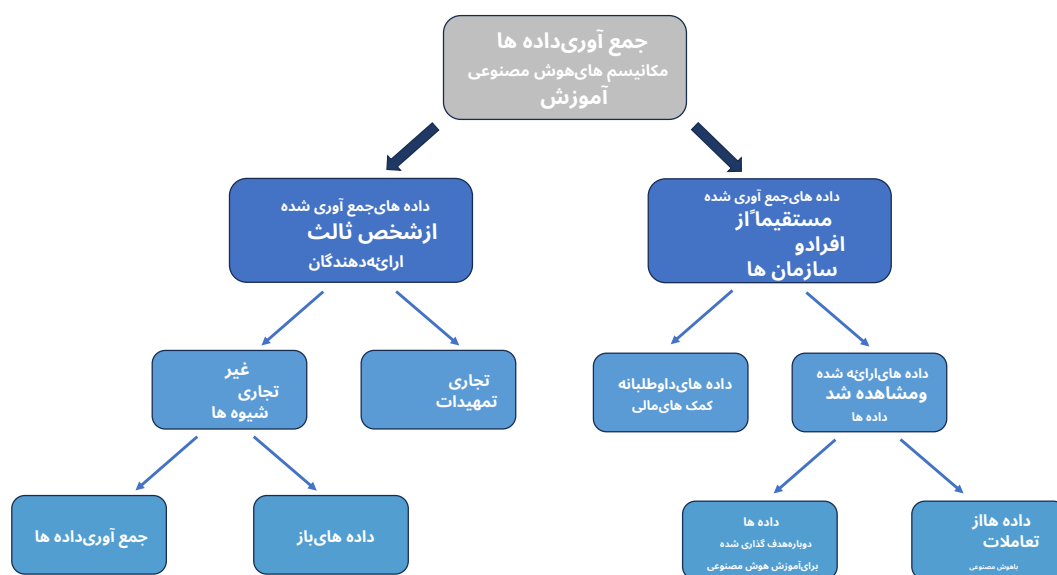 جمع آوری‌داده ها
مکانیسم های‌هوش مصنوعی
آموزش
داده های‌جمع آوری شده
مستقیما ًاز
افرادو
سازمان ها
داده های‌جمع آوری شده
ازشخص ثالث
ارائه‌دهندگان
داده های‌ارائه شده
ومشاهده شد
داده ها
داده های‌داوطلبانه
کمک های‌مالی
تجاری
تمهیدات
غیر
تجاری
شیوه ها
داده هااز
تعاملات
باهوش مصنوعی
داده ها
دوباره‌هدف گذاری شده
برای‌آموزش هوش مصنوعی
داده های‌باز
جمع آوری‌داده ها